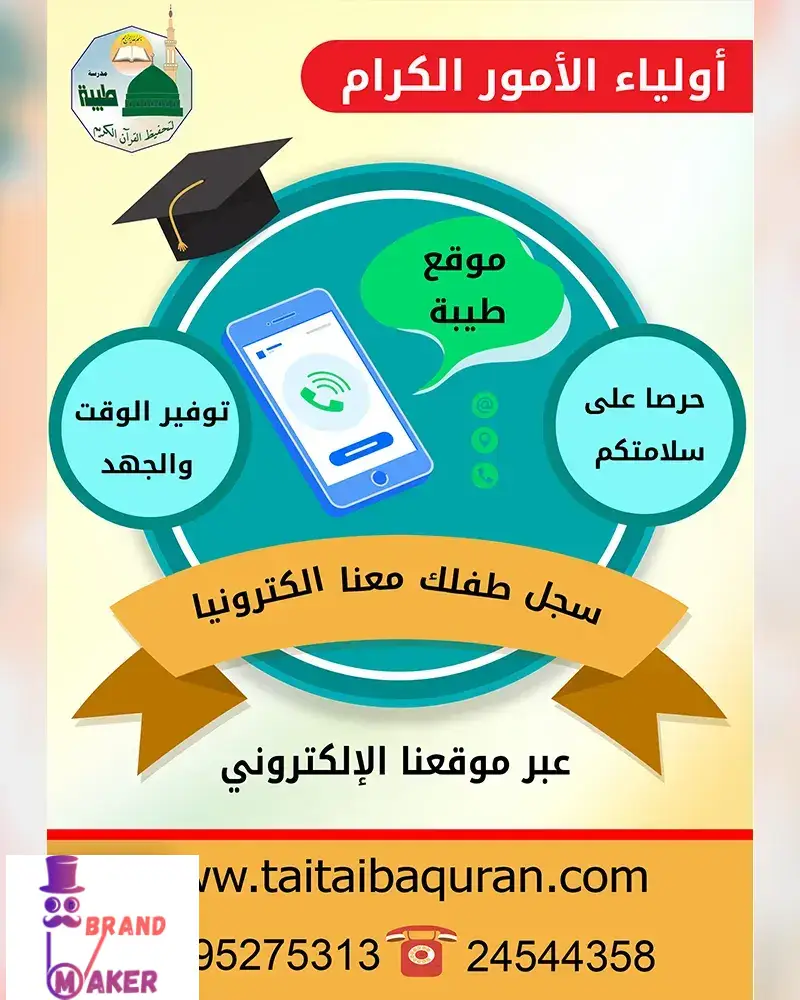 أولياء الأمور الكرام
مدرسة
طيبة
لتحفيظ القرآن الكريم
موقع
طيبة
حرصا على
سلامتكم
توفير الوقت
والجهد
سجل طفلك معنا الكترونيا
عبر موقعنا الإلكتروني
ww.taitaibaquran.com
95275313 24544358
BRAND
MAKER